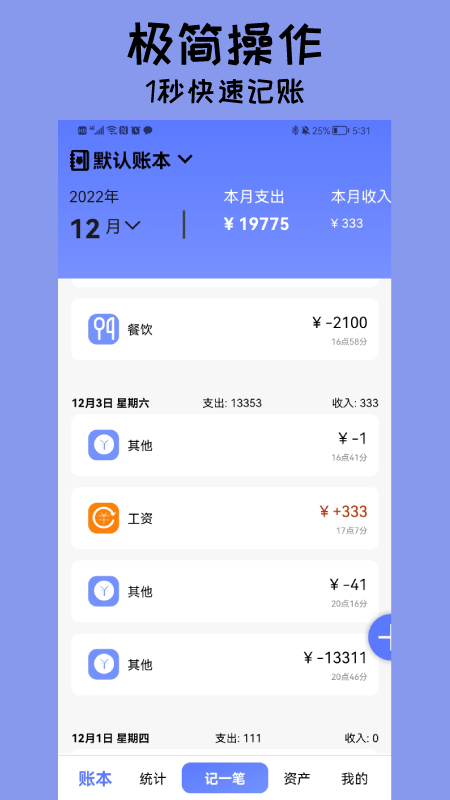 极简操作
1秒快速记账
25% 5:31
默认账本
2022年 本月支出 本月收入
12月 ￥19775 ￥333
餐饮 ￥-2100
16点58分
12月3日 星期六 支出: 13353 收入: 333
其他 ￥-1
16点41分
工资 ￥+333
17点7分
其他 ￥-41
20点16分
其他 ￥-13311
20点46分
12月1日 星期四 支出: 111 收入: 0
账本 统计 记一笔 资产 我的